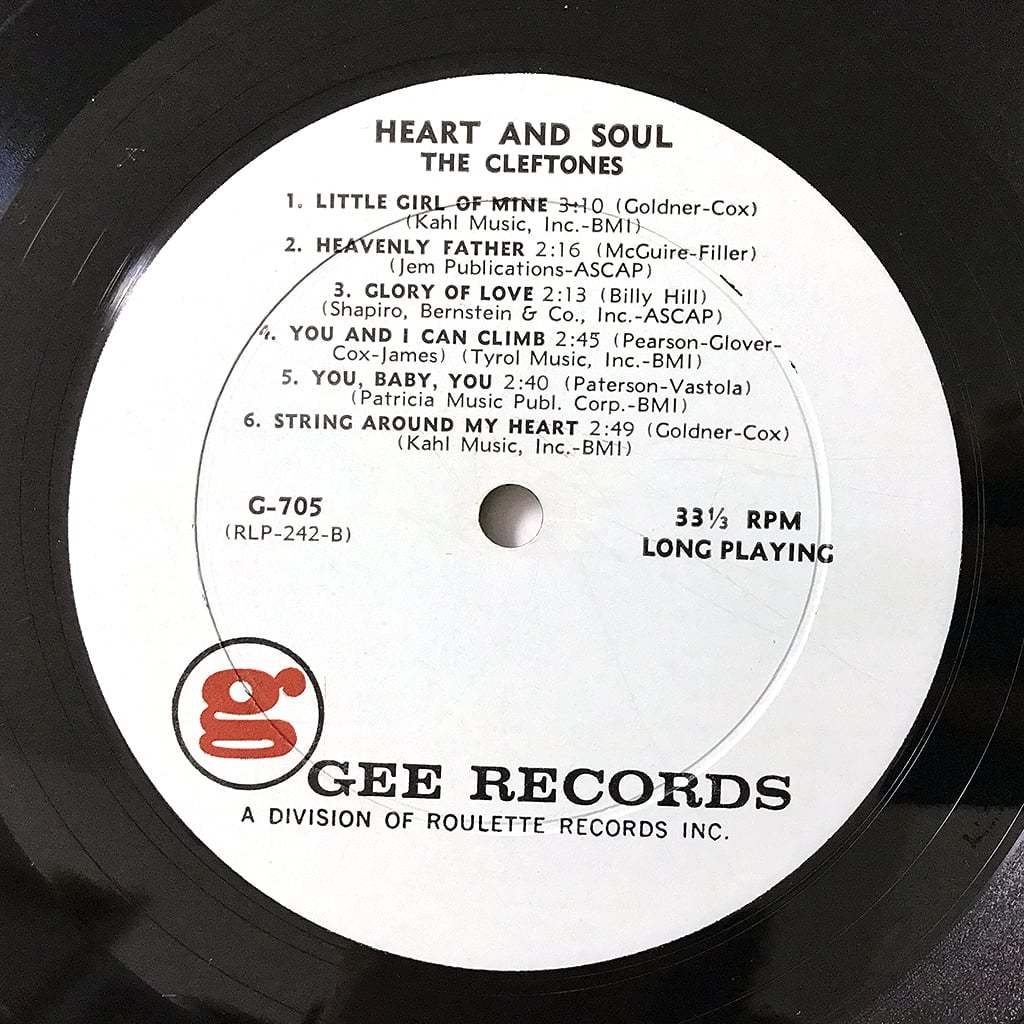 HEART AND SOUL
THE CLEFTONES
1. LITTLE GIRL OF MINE 3:10 (Goldner-Cox)
(Kahl Music, Inc.-BMI)
2. HEAVENLY FATHER 2:16 (McGuire-Filler)
(Jem Publications-ASCAP)
3. GLORY OF LOVE 2:13 (Billy Hill)
(Shapiro, Bernstein & Co., Inc.-ASCAP)
4. YOU AND I CAN CLIMB 2:45 (Pearson-Glover-
Cox-James) (Tyrol Music, Inc.-BMI)
5. YOU, BABY, YOU 2:40 (Paterson-Vastola)
(Patricia Music Publ. Corp.-BMI)
6. STRING AROUND MY HEART 2:49 (Goldner-Cox)
(Kahl Music, Inc.-BMI)
G-705
(RLP-242-B)
33⅓ RPM
LONG PLAYING
g
GEE RECORDS
A DIVISION OF ROULETTE RECORDS INC.